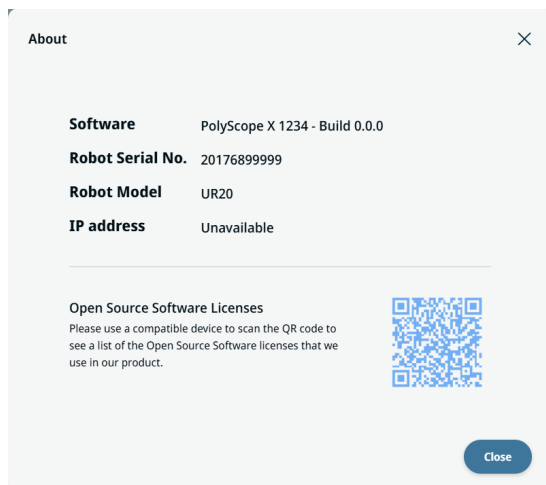 About
Software PolyScope X 1234 - Build 0.0.0
Robot Serial No. 20176899999
Robot Model UR20
IP address Unavailable
Open Source Software Licenses
Please use a compatible device to scan the QR code to
see a list of the Open Source Software licenses that we
use in our product.
Close